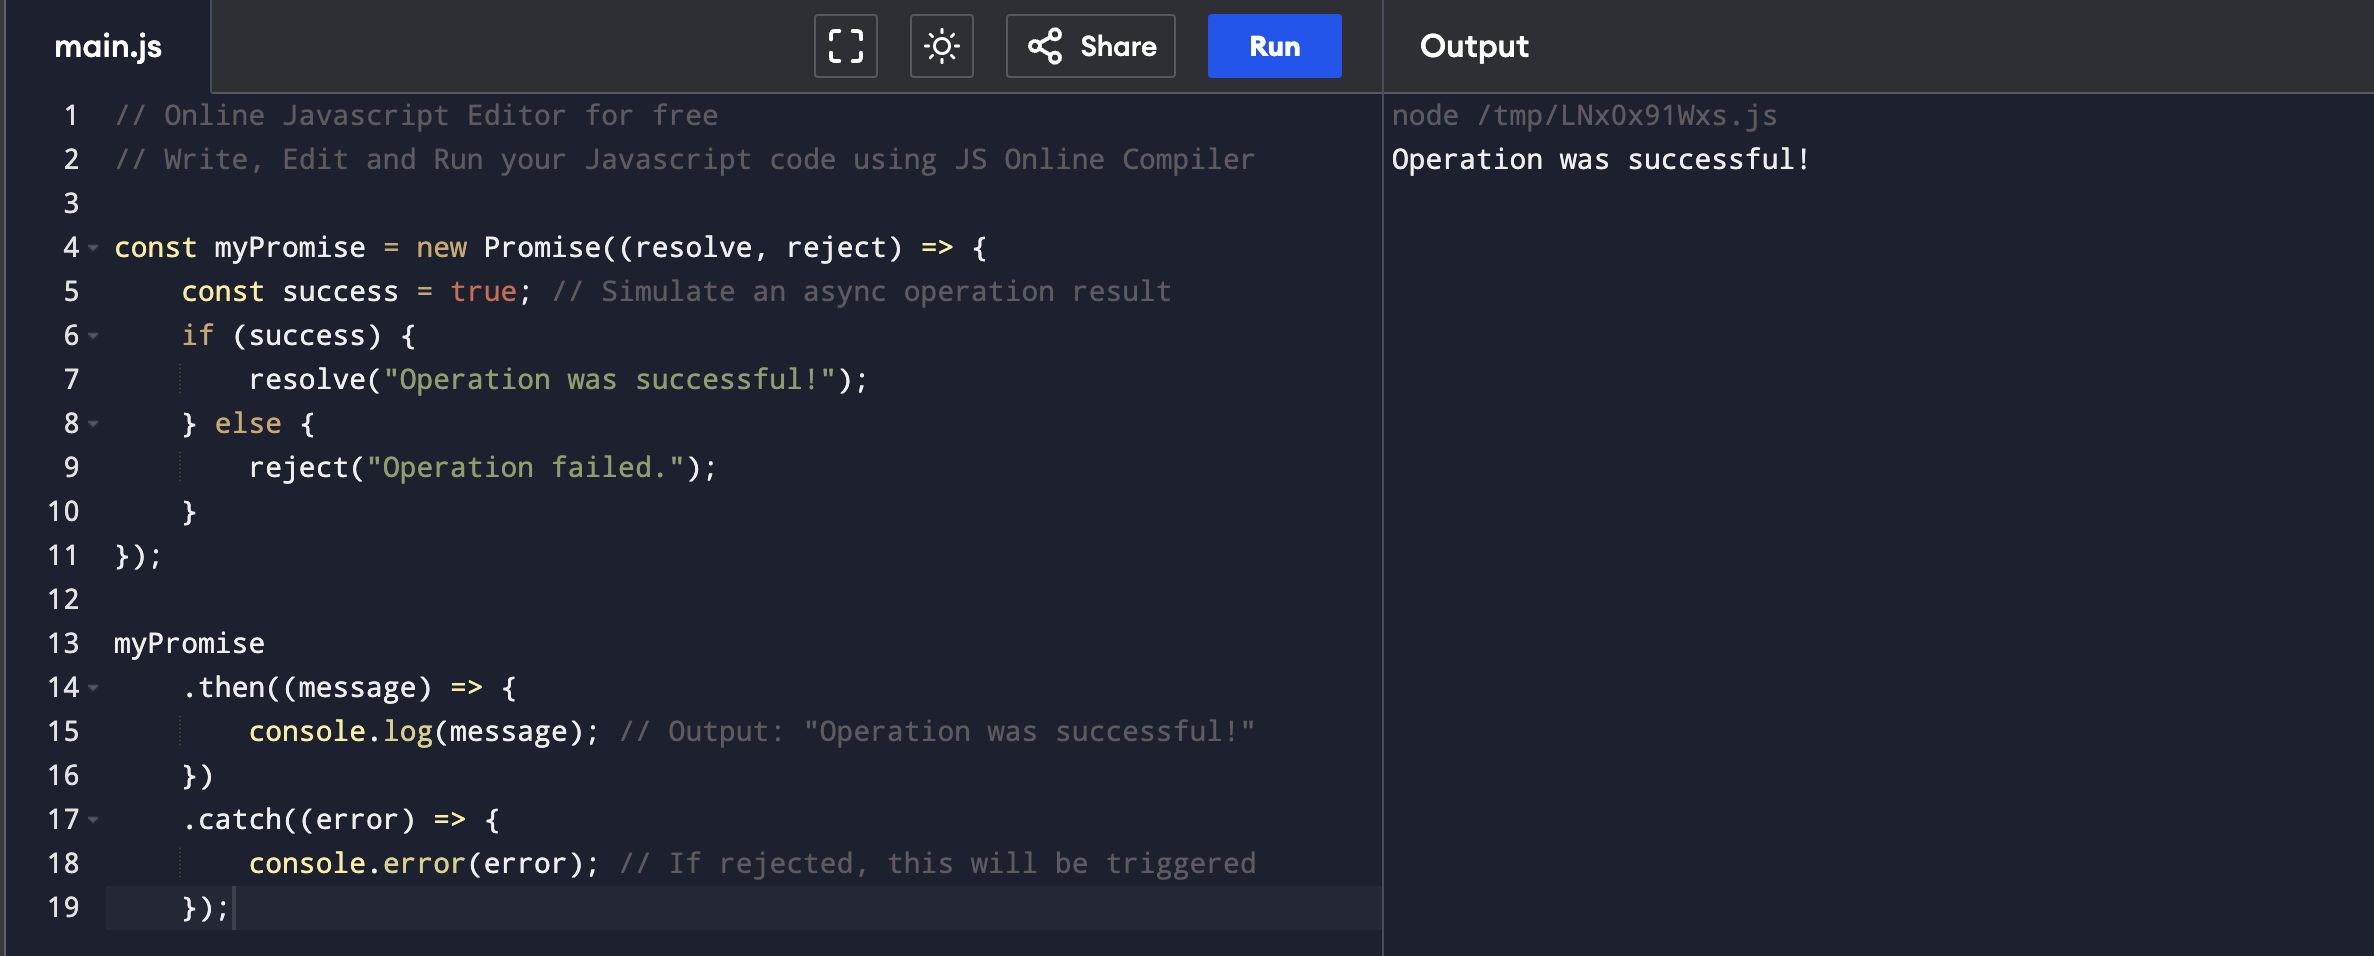 main.js
Share
Run
Output
1 // Online Javascript Editor for free
2 // Write, Edit and Run your Javascript code using JS Online Compiler
3
4 const myPromise = new Promise((resolve, reject) => {
5     const success = true; // Simulate an async operation result
6     if (success) {
7         resolve("Operation was successful!");
8     } else {
9         reject("Operation failed.");
10     }
11 });
12
13 myPromise
14     .then((message) => {
15         console.log(message); // Output: "Operation was successful!"
16     })
17     .catch((error) => {
18         console.error(error); // If rejected, this will be triggered
19     });
node /tmp/LNx0x91Wxs.js
Operation was successful!